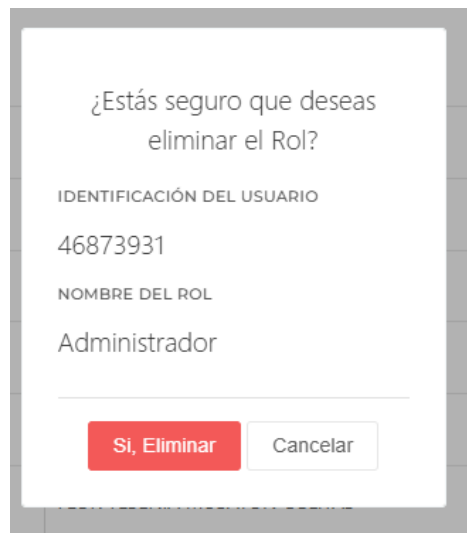 ¿Estás seguro que deseas
eliminar el Rol?
IDENTIFICACIÓN DEL USUARIO
46873931
NOMBRE DEL ROL
Administrador
Si, Eliminar
Cancelar